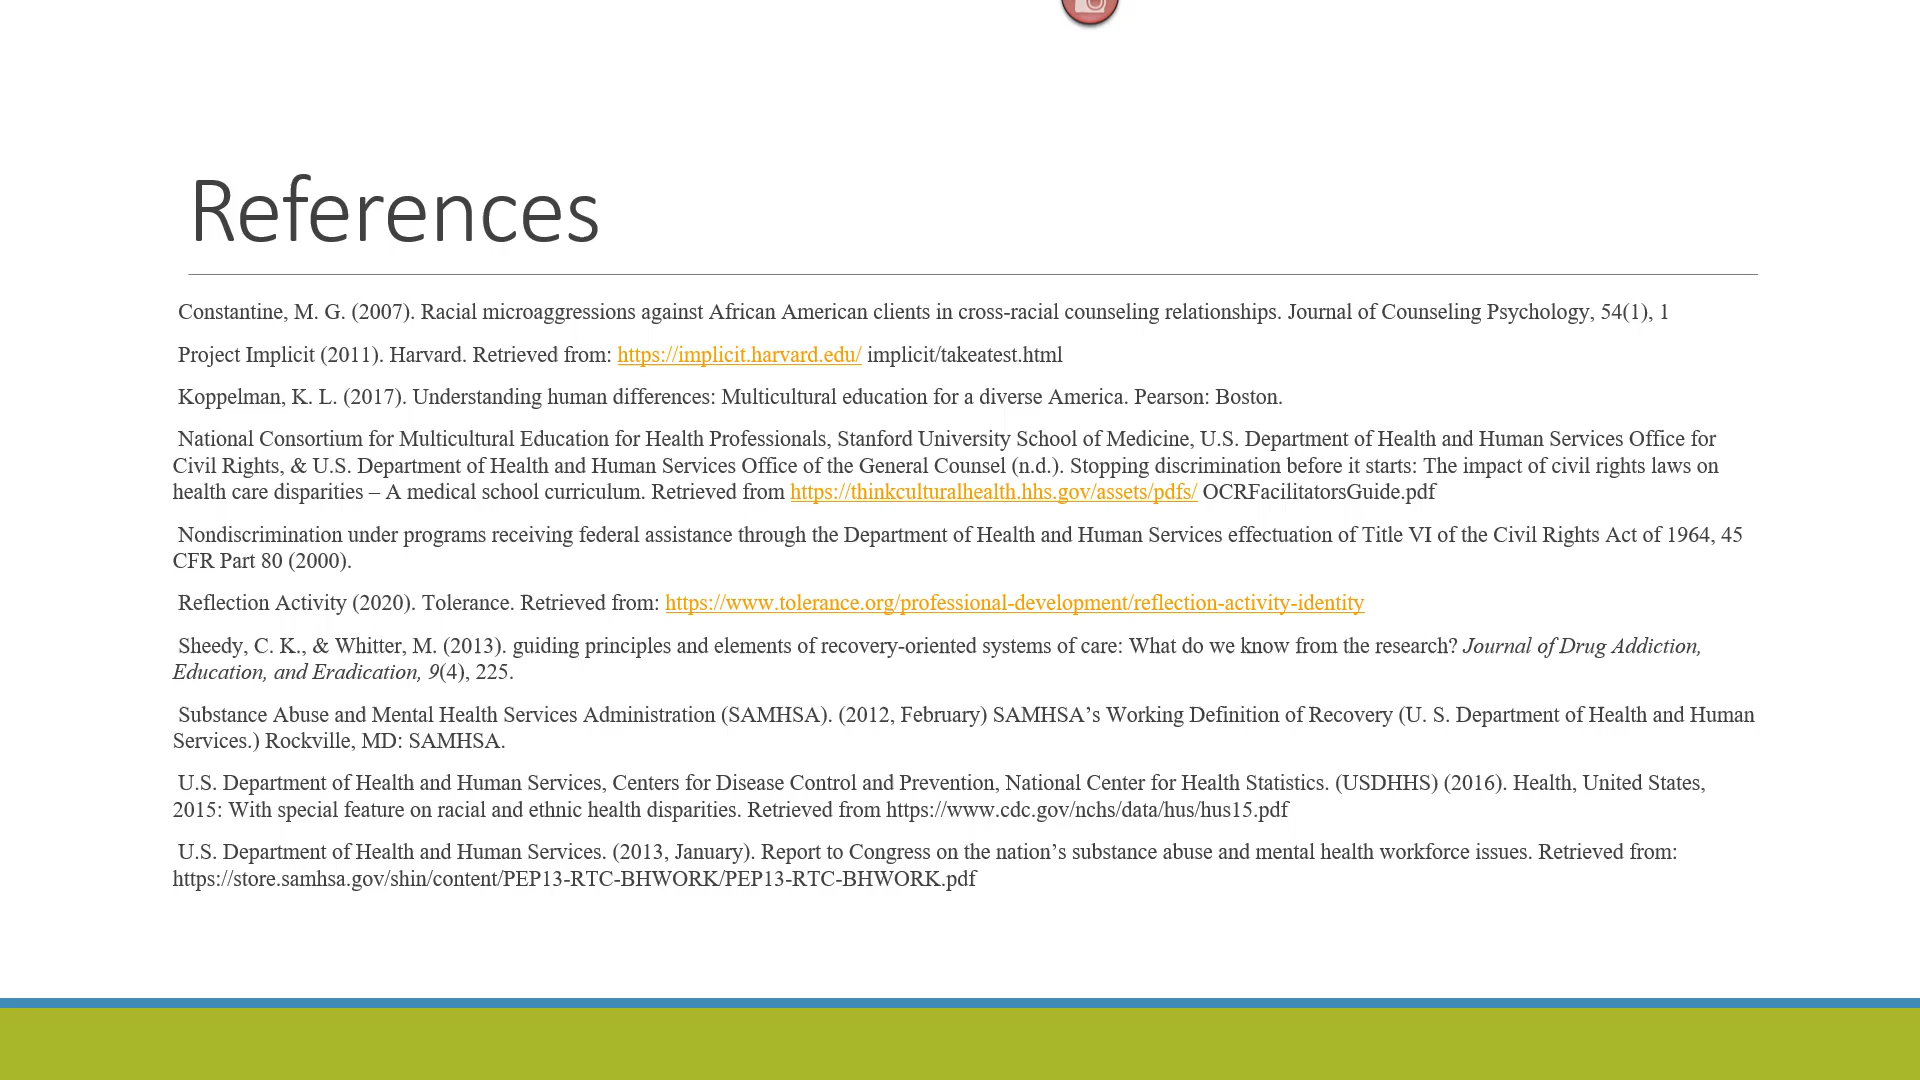 References
Constantine, M. G. (2007). Racial microaggressions against African American clients in cross-racial counseling relationships. Journal of Counseling Psychology, 54(1), 1
Project Implicit (2011). Harvard. Retrieved from: https://implicit.harvard.edu/ implicit/takeatest.html
Koppelman, K. L. (2017). Understanding human differences: Multicultural education for a diverse America. Pearson: Boston.
National Consortium for Multicultural Education for Health Professionals, Stanford University School of Medicine, U.S. Department of Health and Human Services Office for
Civil Rights, & U.S. Department of Health and Human Services Office of the General Counsel (n.d.). Stopping discrimination before it starts: The impact of civil rights laws on
health care disparities – A medical school curriculum. Retrieved from https://thinkculturalhealth.hhs.gov/assets/pdfs/ OCRFacilitatorsGuide.pdf
Nondiscrimination under programs receiving federal assistance through the Department of Health and Human Services effectuation of Title VI of the Civil Rights Act of 1964, 45
CFR Part 80 (2000).
Reflection Activity (2020). Tolerance. Retrieved from: https://www.tolerance.org/professional-development/reflection-activity-identity
Sheedy, C. K., & Whitter, M. (2013). guiding principles and elements of recovery-oriented systems of care: What do we know from the research? Journal of Drug Addiction,
Education, and Eradication, 9(4), 225.
Substance Abuse and Mental Health Services Administration (SAMHSA). (2012, February) SAMHSA’s Working Definition of Recovery (U. S. Department of Health and Human
Services.) Rockville, MD: SAMHSA.
U.S. Department of Health and Human Services, Centers for Disease Control and Prevention, National Center for Health Statistics. (USDHHS) (2016). Health, United States,
2015: With special feature on racial and ethnic health disparities. Retrieved from https://www.cdc.gov/nchs/data/hus/hus15.pdf
U.S. Department of Health and Human Services. (2013, January). Report to Congress on the nation’s substance abuse and mental health workforce issues. Retrieved from:
https://store.samhsa.gov/shin/content/PEP13-RTC-BHWORK/PEP13-RTC-BHWORK.pdf